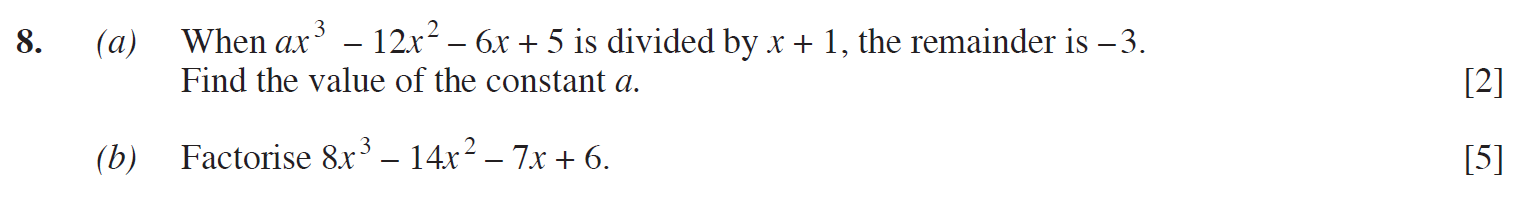 8. (a) When ax³ – 12x² – 6x + 5 is divided by x + 1, the remainder is –3.
Find the value of the constant a. [2]
(b) Factorise 8x³ – 14x² – 7x + 6. [5]